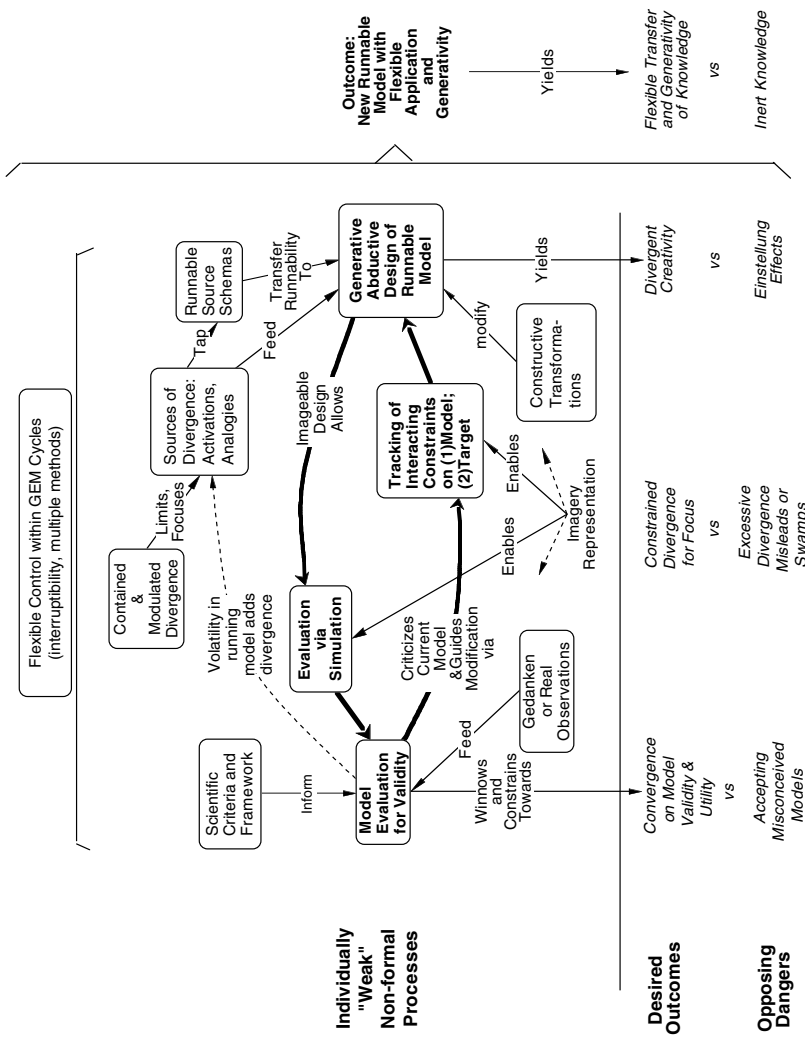 Flexible Control within GEM Cycles
(interruptibility, multiple methods)
Individually
"Weak"
Non-formal
Processes
Scientific
Criteria and
Framework
Inform
Model
Evaluation
for Validity
Contained
&
Modulated
Divergence
Limits,
Focuses
Sources of
Divergence:
Activations,
Analogies
Tap
Runnable
Source
Schemas
Transfer
Runnability
To
Feed
Volatility in
running
model adds
divergence
Evaluation
via
Simulation
Imageable
Design
Allows
Generative
Abductive
Design of
Runnable
Model
Criticizes
Current
Model
&Guides
Modification
via
Tracking of
Interacting
Constraints
on (1)Model;
(2)Target
Feed
Gedanken
or Real
Observations
Winnows
and
Constrains
Towards
Enables
Enables
Imagery
Representation
modify
Constructive
Transforma-
tions
Yields
Outcome:
New Runnable
Model with
Flexible
Application
and
Generativity
Yields
Desired
Outcomes
Convergence
on Model
Validity &
Utility
Constrained
Divergence
for Focus
Divergent
Creativity
Flexible Transfer
and Generativity
of Knowledge
vs
vs
vs
vs
Opposing
Dangers
Accepting
Misconceived
Models
Excessive
Divergence
Misleads or
Swamps
Einstellung
Effects
Inert Knowledge